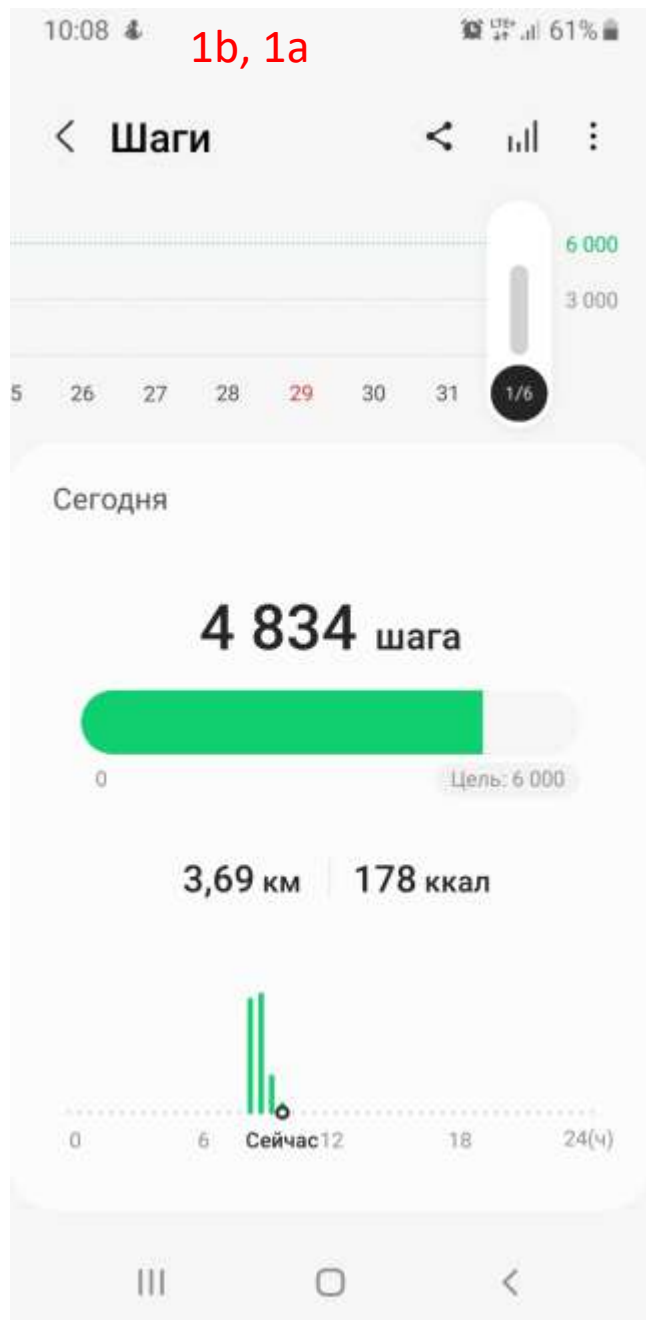 10:08 LTE+ 61%
1b, 1a
Шаги
6 000
3 000
5 26 27 28 29 30 31 1/6
Сегодня
4 834 шага
0 Цель: 6 000
3,69 км 178 ккал
0 6 Сейчас 12 18 24(ч)